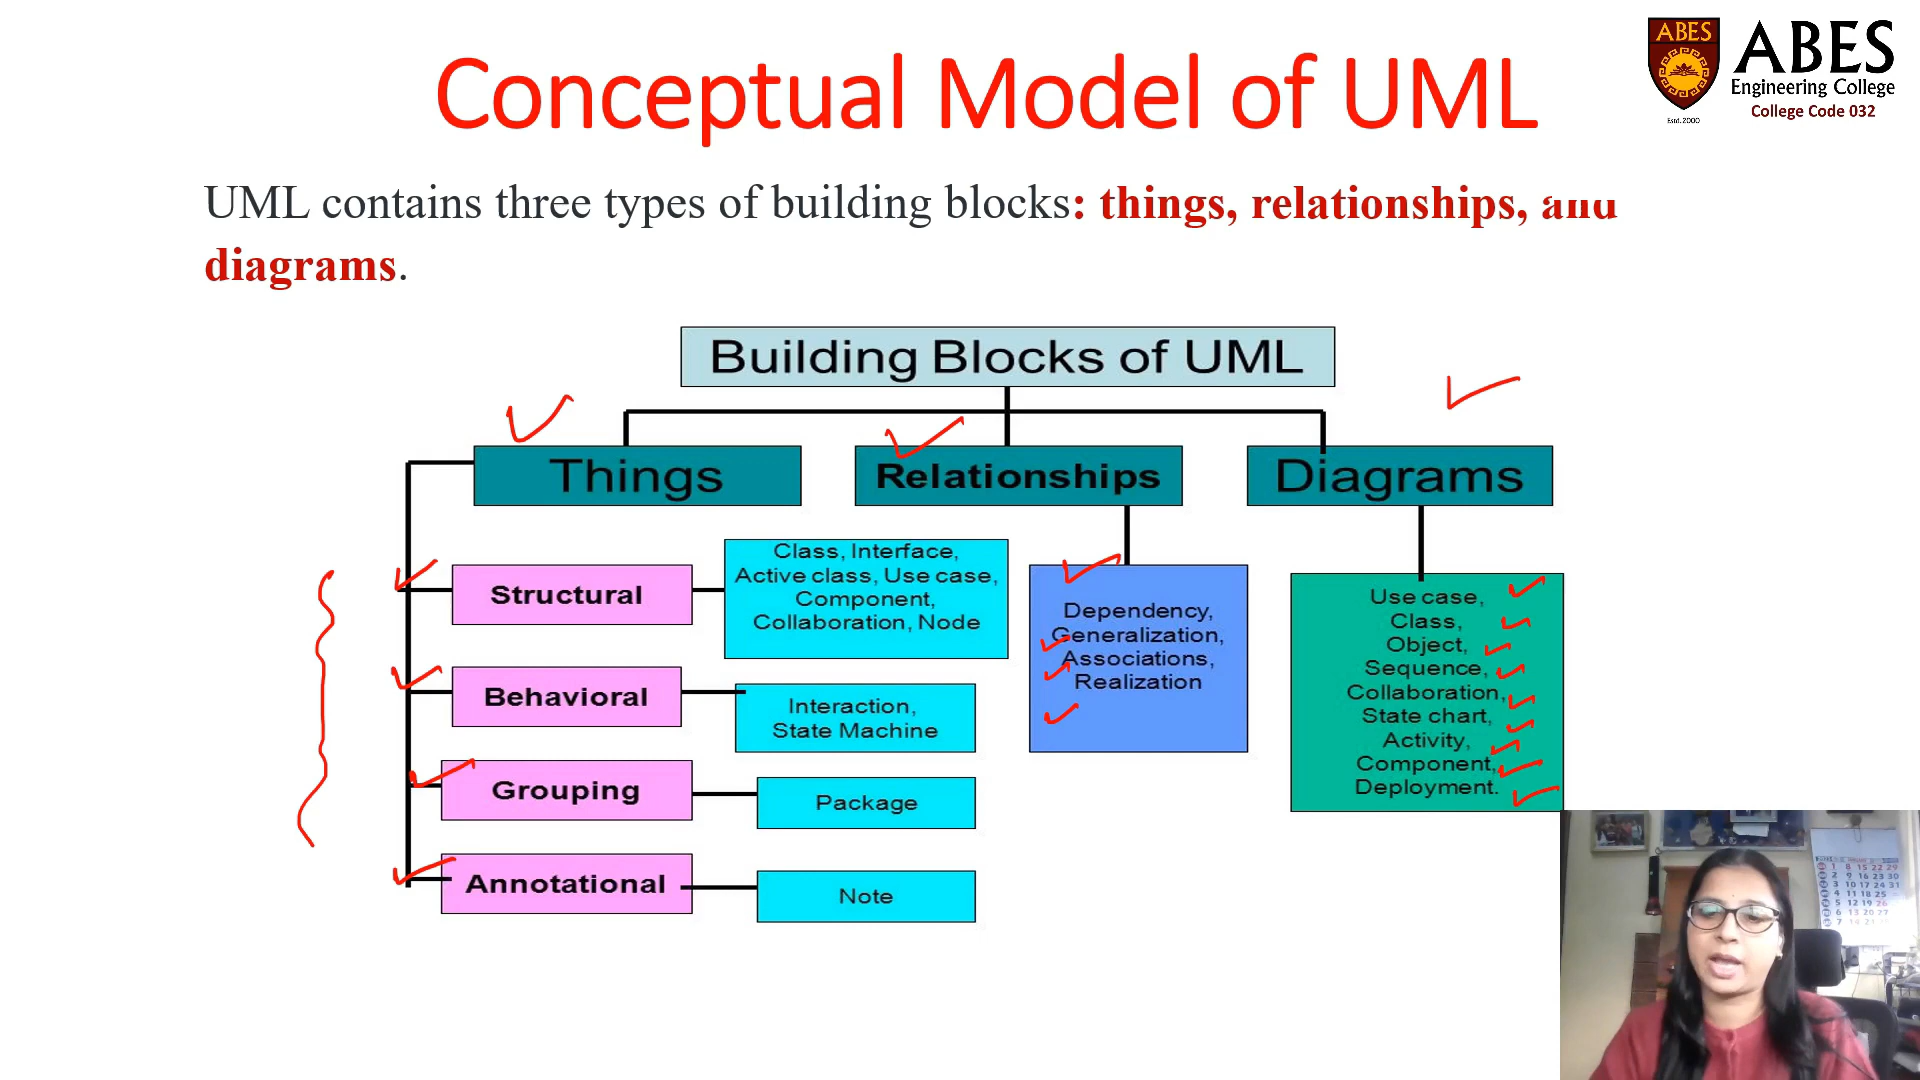 ABES
ABES
Engineering College
College Code 032
Estd. 2000
Conceptual Model of UML
UML contains three types of building blocks: things, relationships, and
diagrams.
Building Blocks of UML
Things
Relationships
Diagrams
Structural
Class, Interface,
Active class, Use case,
Component,
Collaboration, Node
Behavioral
Interaction,
State Machine
Grouping
Package
Annotational
Note
Dependency,
Generalization,
Associations,
Realization
Use case,
Class,
Object,
Sequence,
Collaboration,
State chart,
Activity,
Component,
Deployment.